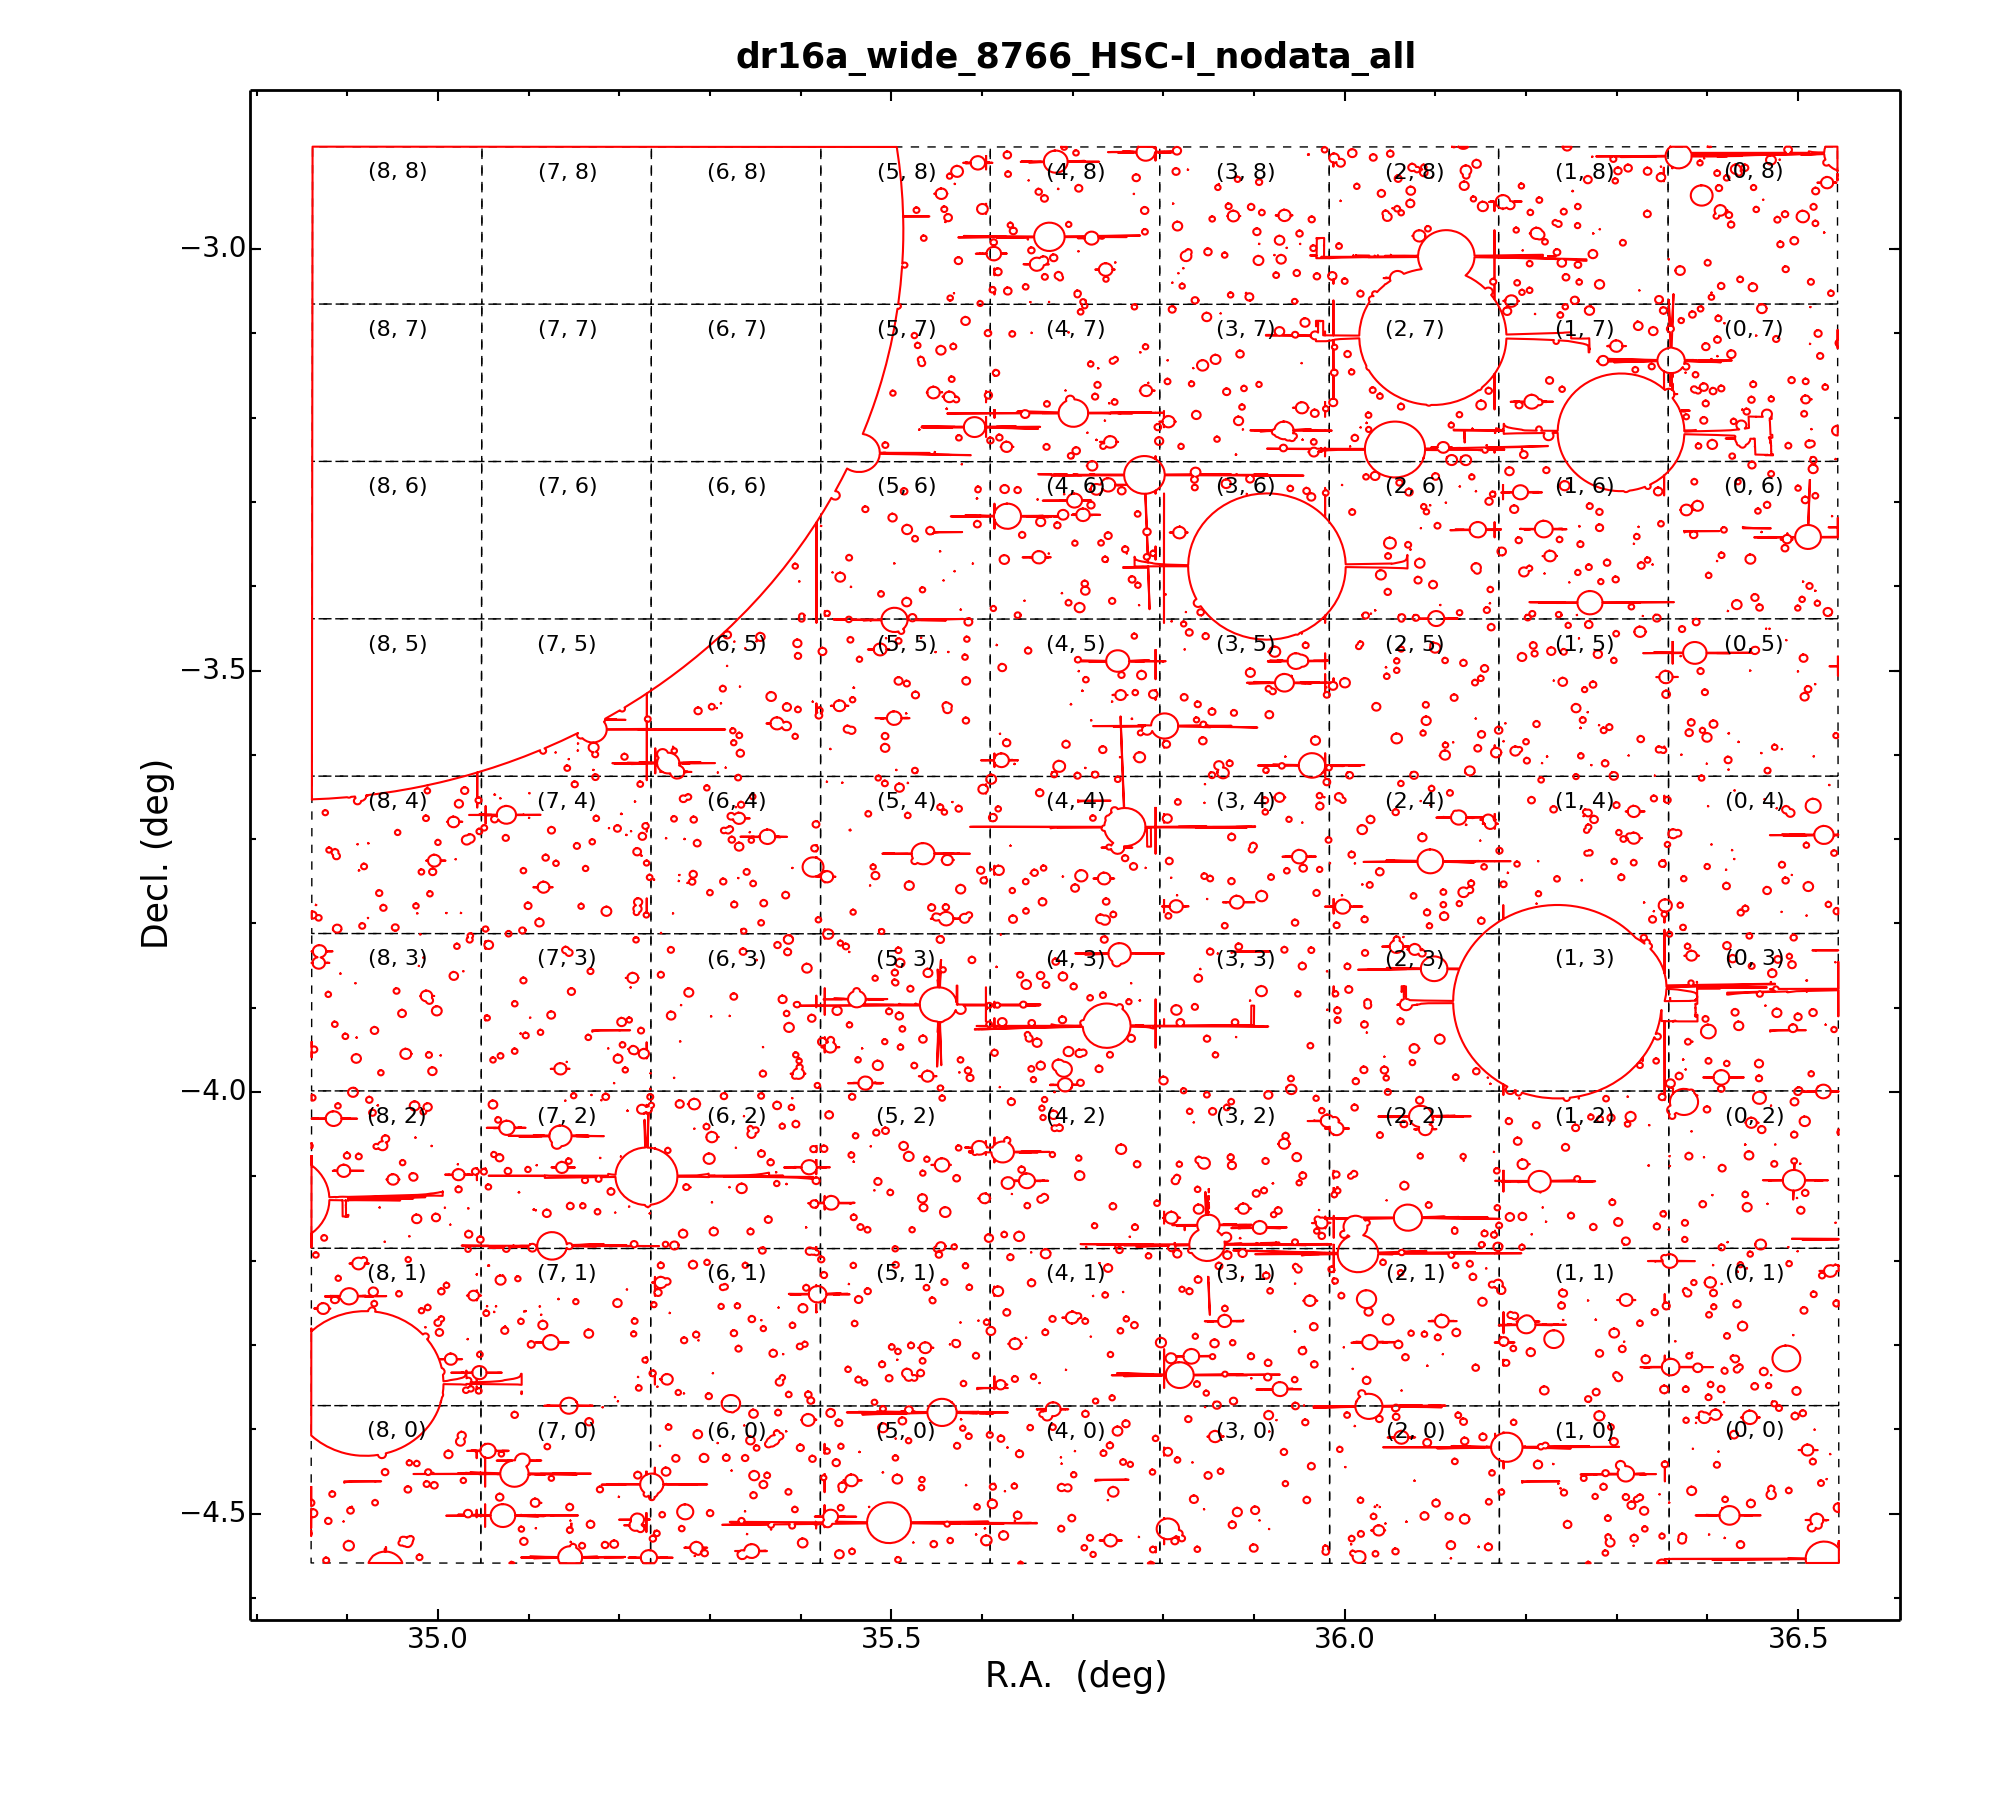 dr16a_wide_8766_HSC-I_nodata_all
(8, 8) (7, 8) (6, 8) (5, 8) (4, 8) (3, 8) (2, 8) (1, 8) (0, 8)
−3.0
(8, 7) (7, 7) (6, 7) (5, 7) (4, 7) (3, 7) (2, 7) (1, 7) (0, 7)
(8, 6) (7, 6) (6, 6) (5, 6) (4, 6) (3, 6) (2, 6) (1, 6) (0, 6)
(8, 5) (7, 5) (6, 5) (5, 5) (4, 5) (3, 5) (2, 5) (1, 5) (0, 5)
−3.5
(8, 4) (7, 4) (6, 4) (5, 4) (4, 4) (3, 4) (2, 4) (1, 4) (0, 4)
Decl. (deg)
(8, 3) (7, 3) (6, 3) (5, 3) (4, 3) (3, 3) (2, 3) (1, 3) (0, 3)
−4.0
(8, 2) (7, 2) (6, 2) (5, 2) (4, 2) (3, 2) (2, 2) (1, 2) (0, 2)
(8, 1) (7, 1) (6, 1) (5, 1) (4, 1) (3, 1) (2, 1) (1, 1) (0, 1)
(8, 0) (7, 0) (6, 0) (5, 0) (4, 0) (3, 0) (2, 0) (1, 0) (0, 0)
−4.5
35.0 35.5 36.0 36.5
R.A. (deg)